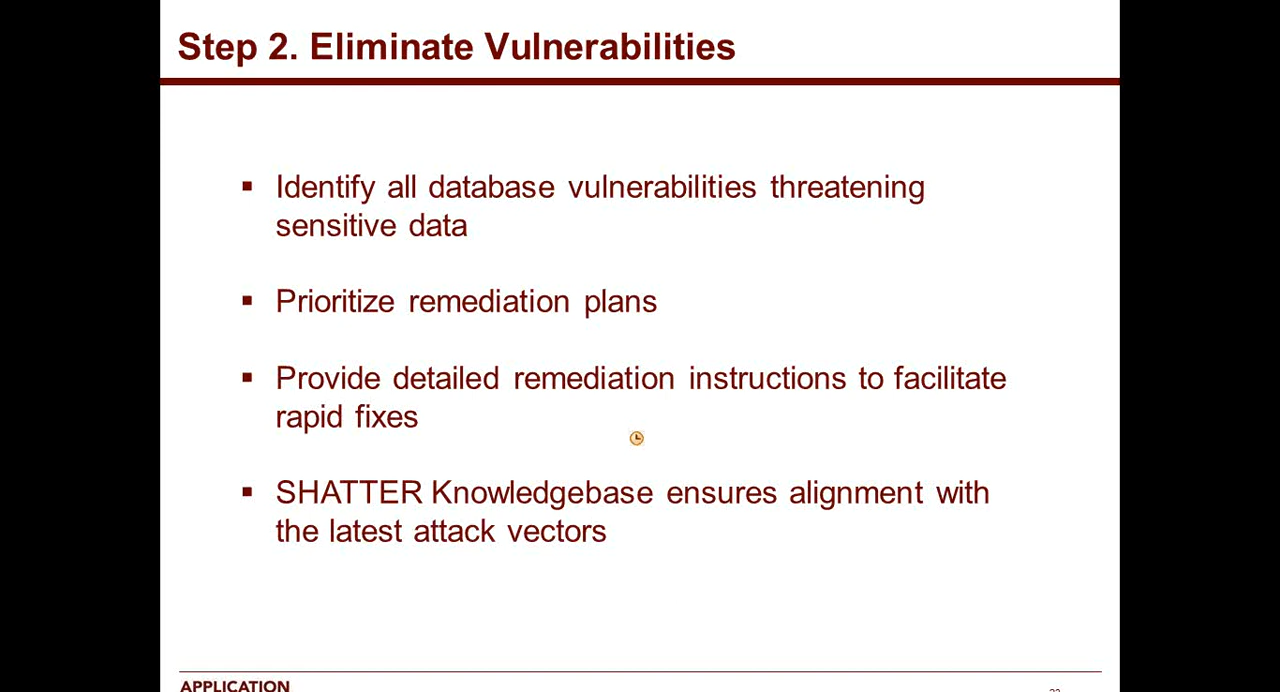 Step 2. Eliminate Vulnerabilities
▪ Identify all database vulnerabilities threatening
sensitive data
▪ Prioritize remediation plans
▪ Provide detailed remediation instructions to facilitate
rapid fixes
▪ SHATTER Knowledgebase ensures alignment with
the latest attack vectors
APPLICATION